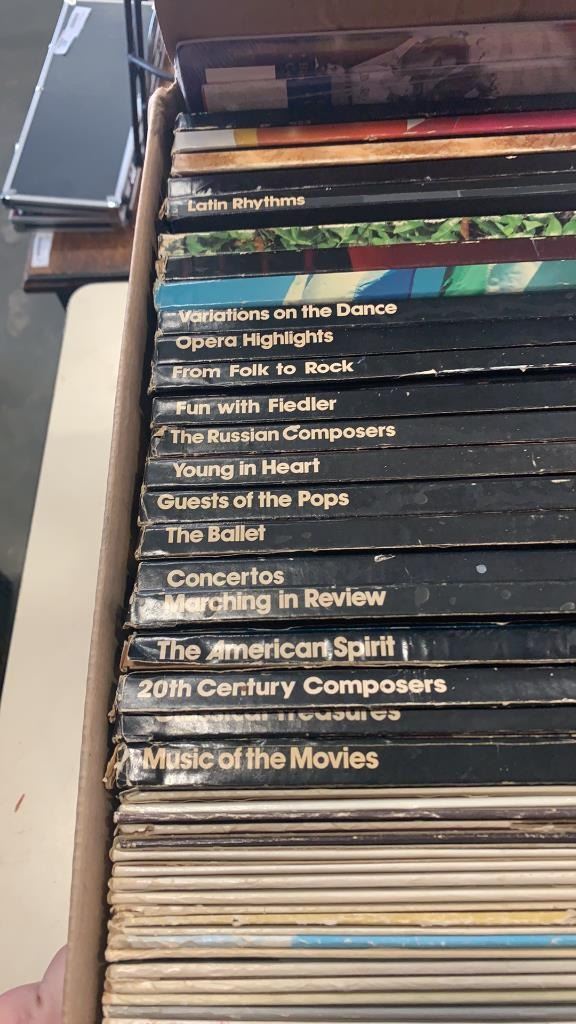 Latin Rhythms
Variations on the Dance
Opera Highlights
From Folk to Rock
Fun with Fiedler
The Russian Composers
Young in Heart
Guests of the Pops
The Ballet
Concertos
Marching in Review
The American Spirit
20th Century Composers
Classical Treasures
Music of the Movies